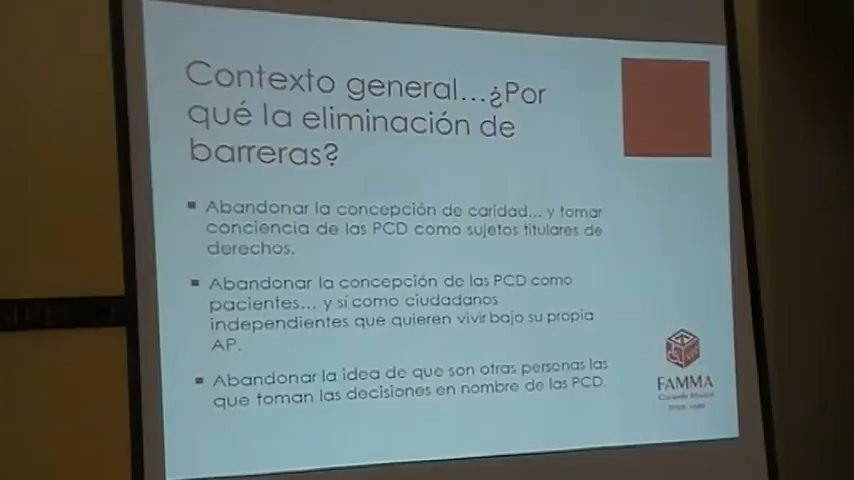 Contexto general...¿Por
qué la eliminación de
barreras?
Abandonar la concepción de caridad... y tomar
conciencia de las PCD como sujetos titulares de
derechos.
Abandonar la concepción de las PCD como
pacientes... y sí como ciudadanos
independientes que quieren vivir bajo su propia
AP.
Abandonar la idea de que son otras personas las
que toman las decisiones en nombre de las PCD.
FAMMA
Cocemfe Madrid